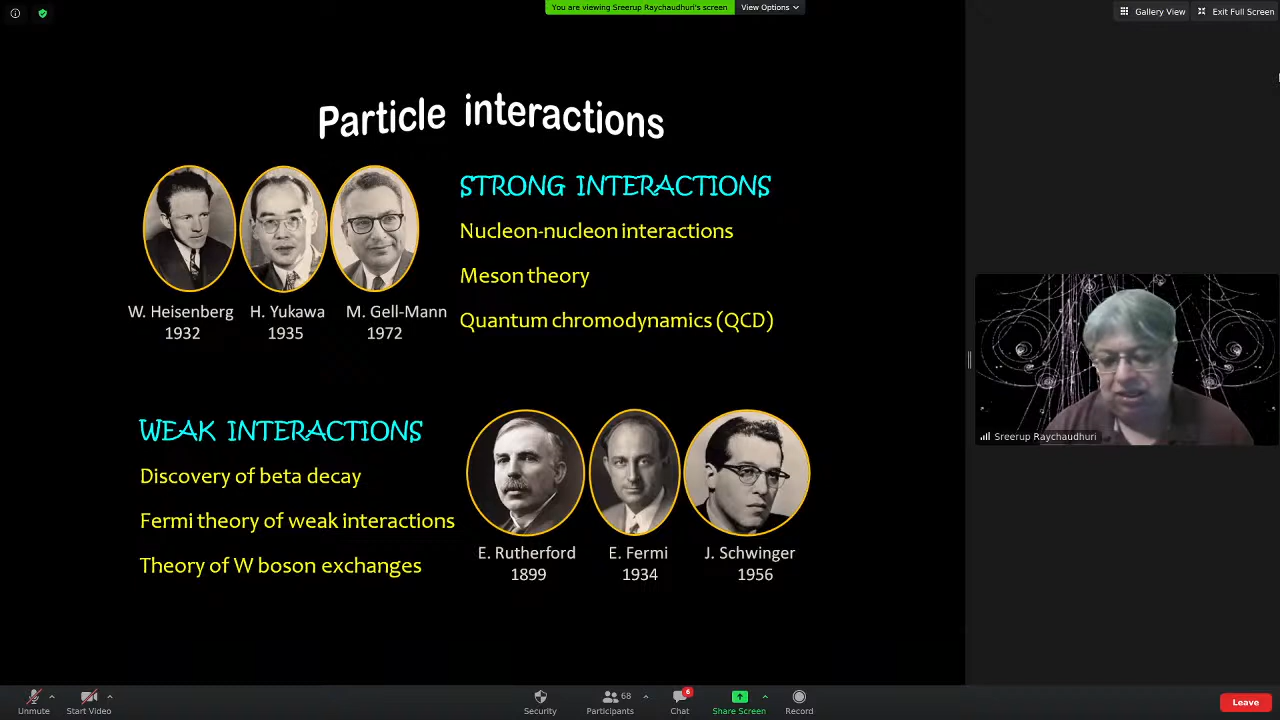 You are viewing Sreerup Raychaudhuri's screen
View Options
Gallery View
Exit Full Screen
Particle interactions
STRONG INTERACTIONS
Nucleon-nucleon interactions
Meson theory
Quantum chromodynamics (QCD)
W. Heisenberg
1932
H. Yukawa
1935
M. Gell-Mann
1972
WEAK INTERACTIONS
Discovery of beta decay
Fermi theory of weak interactions
Theory of W boson exchanges
E. Rutherford
1899
E. Fermi
1934
J. Schwinger
1956
Sreerup Raychaudhuri
Unmute
Start Video
Security
68
Participants
6
Chat
Share Screen
Record
Leave